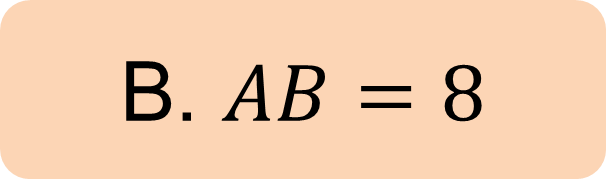 B. AB = 8